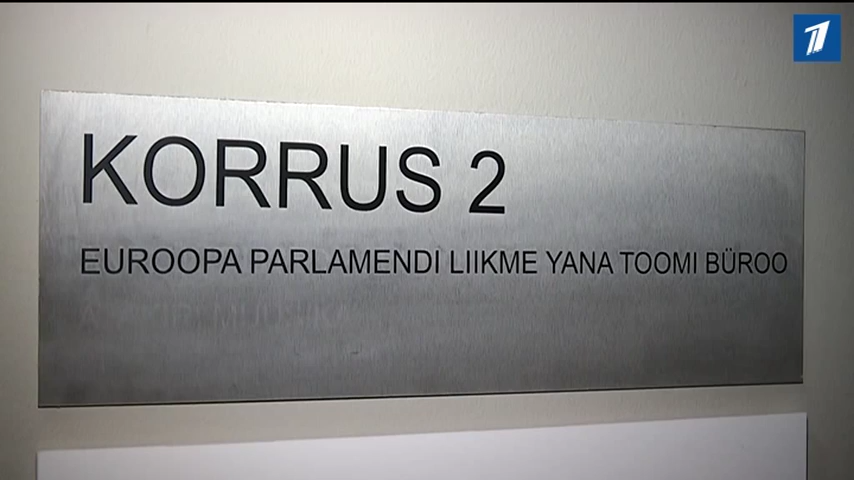 KORRUS 2
EUROOPA PARLAMENDI LIIKME YANA TOOMI BÜROO